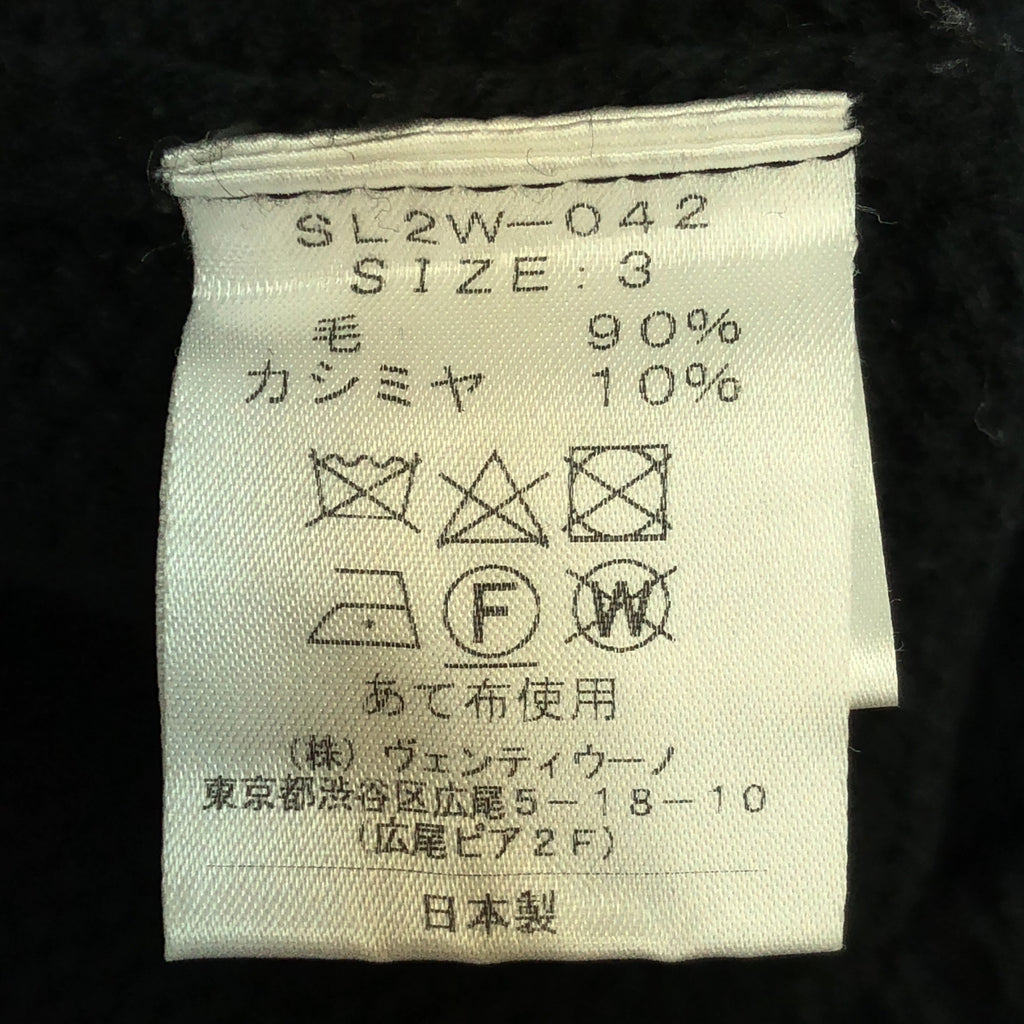 SL2W-042
SIZE:3
毛 90%
カシミヤ 10%
F W
あて布使用
(株)ヴェンティウーノ
東京都渋谷区広尾5-18-10
(広尾ピア2F)
日本製